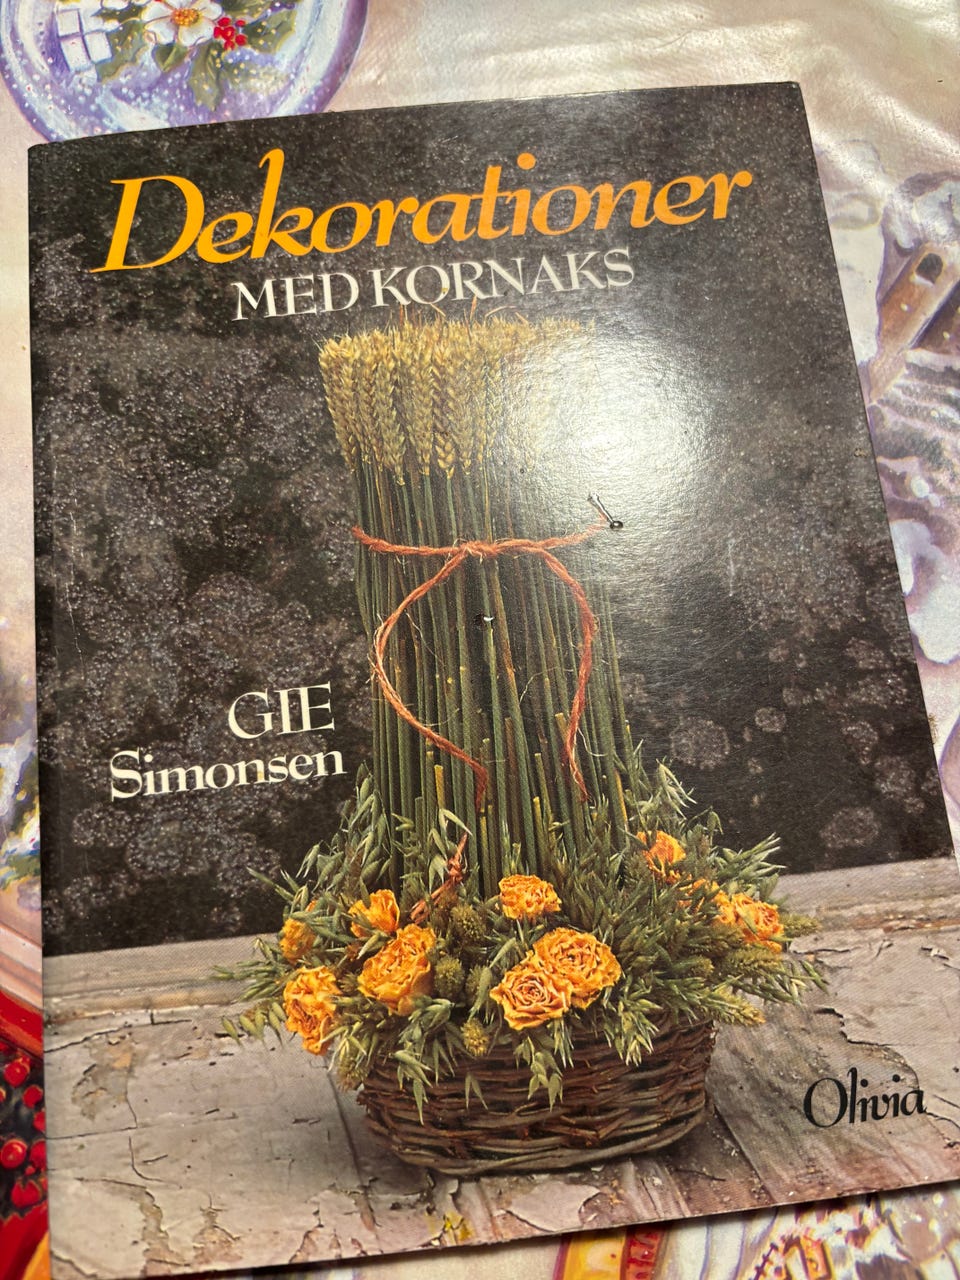 Dekorationer
MED KORNAKS
GIE
Simonsen
Olivia